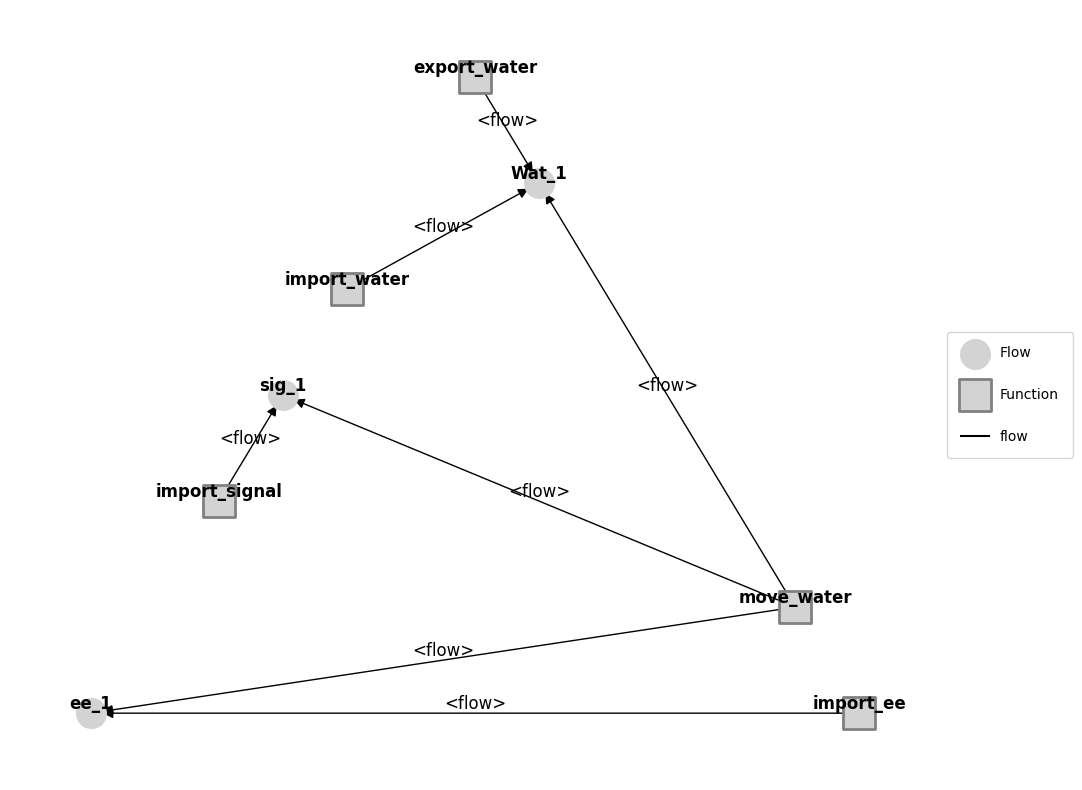 export_water
<flow>
Wat_1
<flow>
import_water
Flow
sig_1
<flow>
Function
<flow>
flow
import_signal
<flow>
move_water
<flow>
ee_1
<flow>
import_ee